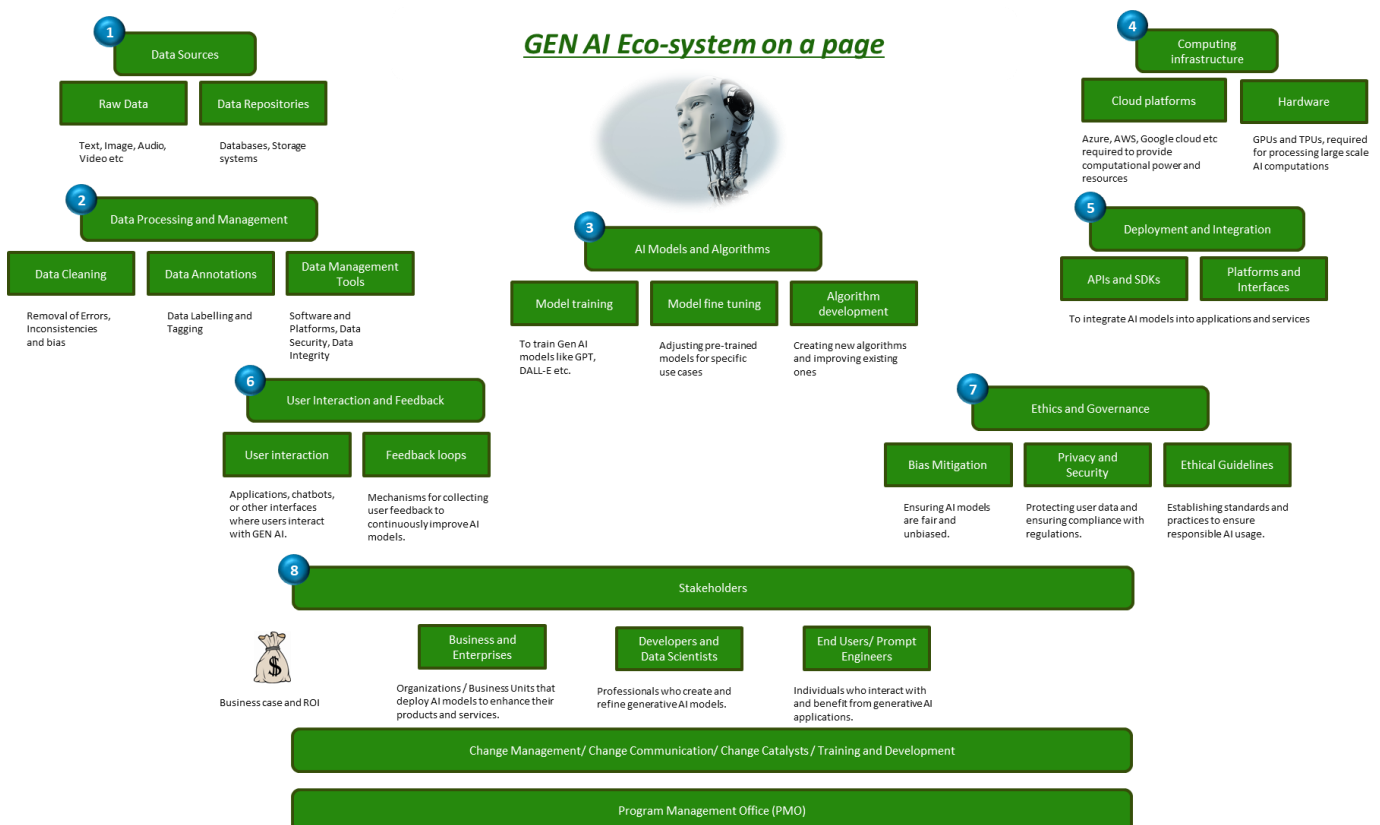 GEN AI Eco-system on a page
1
Data Sources
Raw Data
Data Repositories
Text, Image, Audio,
Video etc
Databases, Storage
systems
2
Data Processing and Management
Data Cleaning
Data Annotations
Data Management
Tools
Removal of Errors,
Inconsistencies
and bias
Data Labelling and
Tagging
Software and
Platforms, Data
Security, Data
Integrity
3
AI Models and Algorithms
Model training
Model fine tuning
Algorithm
development
To train Gen AI
models like GPT,
DALL-E etc.
Adjusting pre-trained
models for specific
use cases
Creating new algorithms
and improving existing
ones
4
Computing
infrastructure
Cloud platforms
Hardware
Azure, AWS, Google cloud etc
required to provide
computational power and
resources
GPUs and TPUs, required
for processing large scale
AI computations
5
Deployment and Integration
APIs and SDKs
Platforms and
Interfaces
To integrate AI models into applications and services
6
User Interaction and Feedback
User interaction
Feedback loops
Applications, chatbots,
or other interfaces
where users interact
with GEN AI.
Mechanisms for collecting
user feedback to
continuously improve AI
models.
7
Ethics and Governance
Bias Mitigation
Privacy and
Security
Ethical Guidelines
Ensuring AI models
are fair and
unbiased.
Protecting user data and
ensuring compliance with
regulations.
Establishing standards and
practices to ensure
responsible AI usage.
8
Stakeholders
$
Business case and ROI
Business and
Enterprises
Developers and
Data Scientists
End Users/ Prompt
Engineers
Organizations / Business Units that
deploy AI models to enhance their
products and services.
Professionals who create and
refine generative AI models.
Individuals who interact with
and benefit from generative AI
applications.
Change Management/ Change Communication/ Change Catalysts / Training and Development
Program Management Office (PMO)